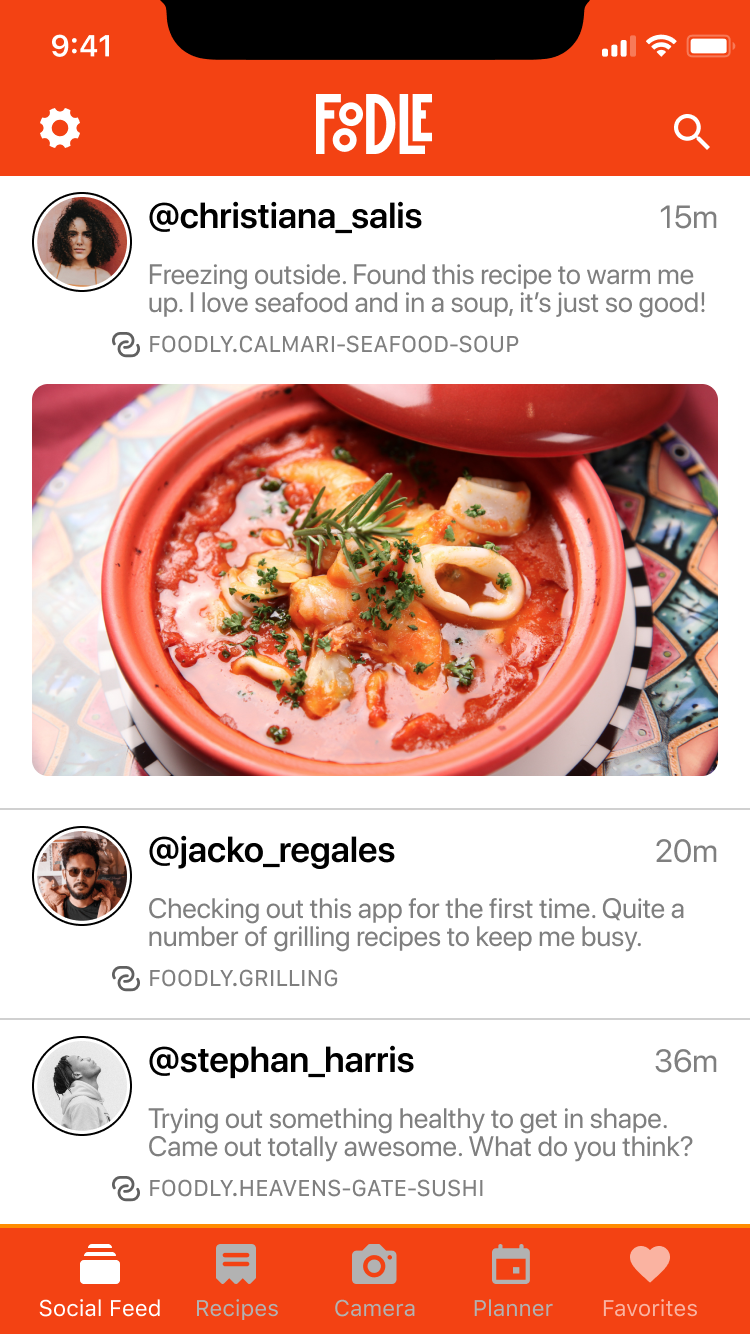 9:41
FOODLE
@christiana_salis 15m
Freezing outside. Found this recipe to warm me
up. I love seafood and in a soup, it’s just so good!
FOODLY.CALMARI-SEAFOOD-SOUP
@jacko_regales 20m
Checking out this app for the first time. Quite a
number of grilling recipes to keep me busy.
FOODLY.GRILLING
@stephan_harris 36m
Trying out something healthy to get in shape.
Came out totally awesome. What do you think?
FOODLY.HEAVENS-GATE-SUSHI
Social Feed Recipes Camera Planner Favorites